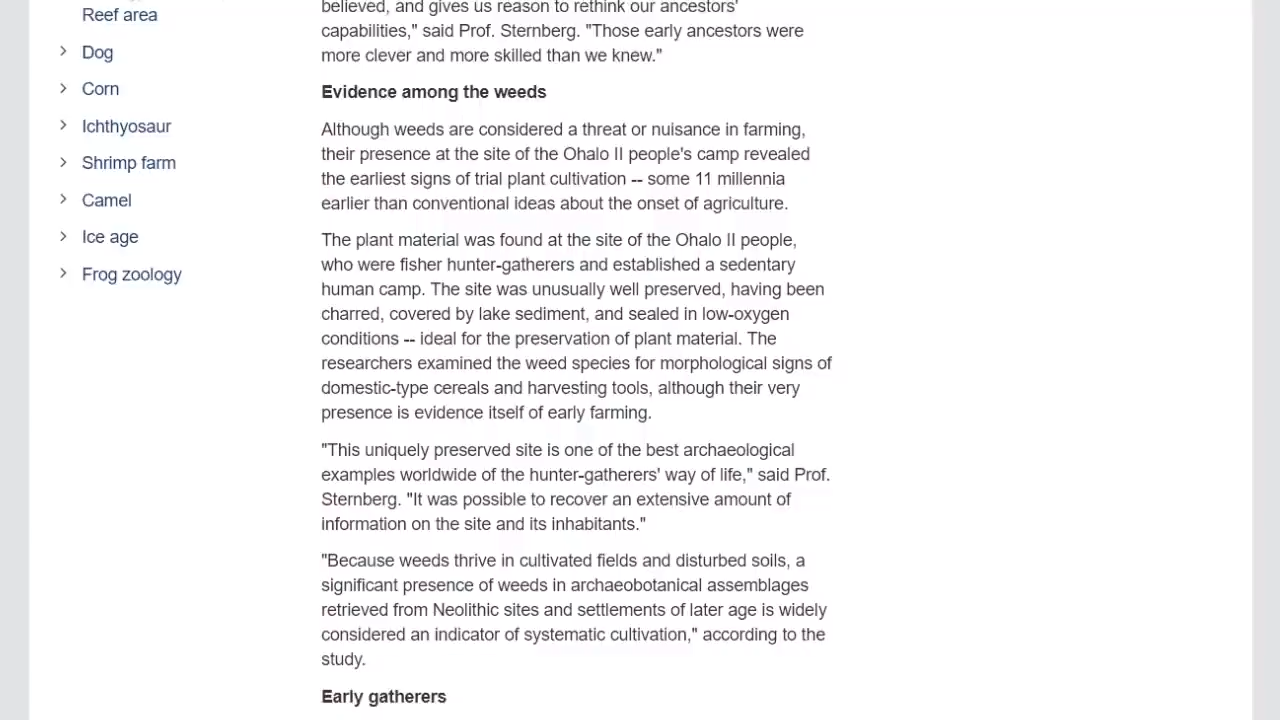 Reef area
Dog
Corn
Ichthyosaur
Shrimp farm
Camel
Ice age
Frog zoology
believed, and gives us reason to rethink our ancestors'
capabilities," said Prof. Sternberg. "Those early ancestors were
more clever and more skilled than we knew."
Evidence among the weeds
Although weeds are considered a threat or nuisance in farming,
their presence at the site of the Ohalo II people's camp revealed
the earliest signs of trial plant cultivation -- some 11 millennia
earlier than conventional ideas about the onset of agriculture.
The plant material was found at the site of the Ohalo II people,
who were fisher hunter-gatherers and established a sedentary
human camp. The site was unusually well preserved, having been
charred, covered by lake sediment, and sealed in low-oxygen
conditions -- ideal for the preservation of plant material. The
researchers examined the weed species for morphological signs of
domestic-type cereals and harvesting tools, although their very
presence is evidence itself of early farming.
"This uniquely preserved site is one of the best archaeological
examples worldwide of the hunter-gatherers' way of life," said Prof.
Sternberg. "It was possible to recover an extensive amount of
information on the site and its inhabitants."
"Because weeds thrive in cultivated fields and disturbed soils, a
significant presence of weeds in archaeobotanical assemblages
retrieved from Neolithic sites and settlements of later age is widely
considered an indicator of systematic cultivation," according to the
study.
Early gatherers